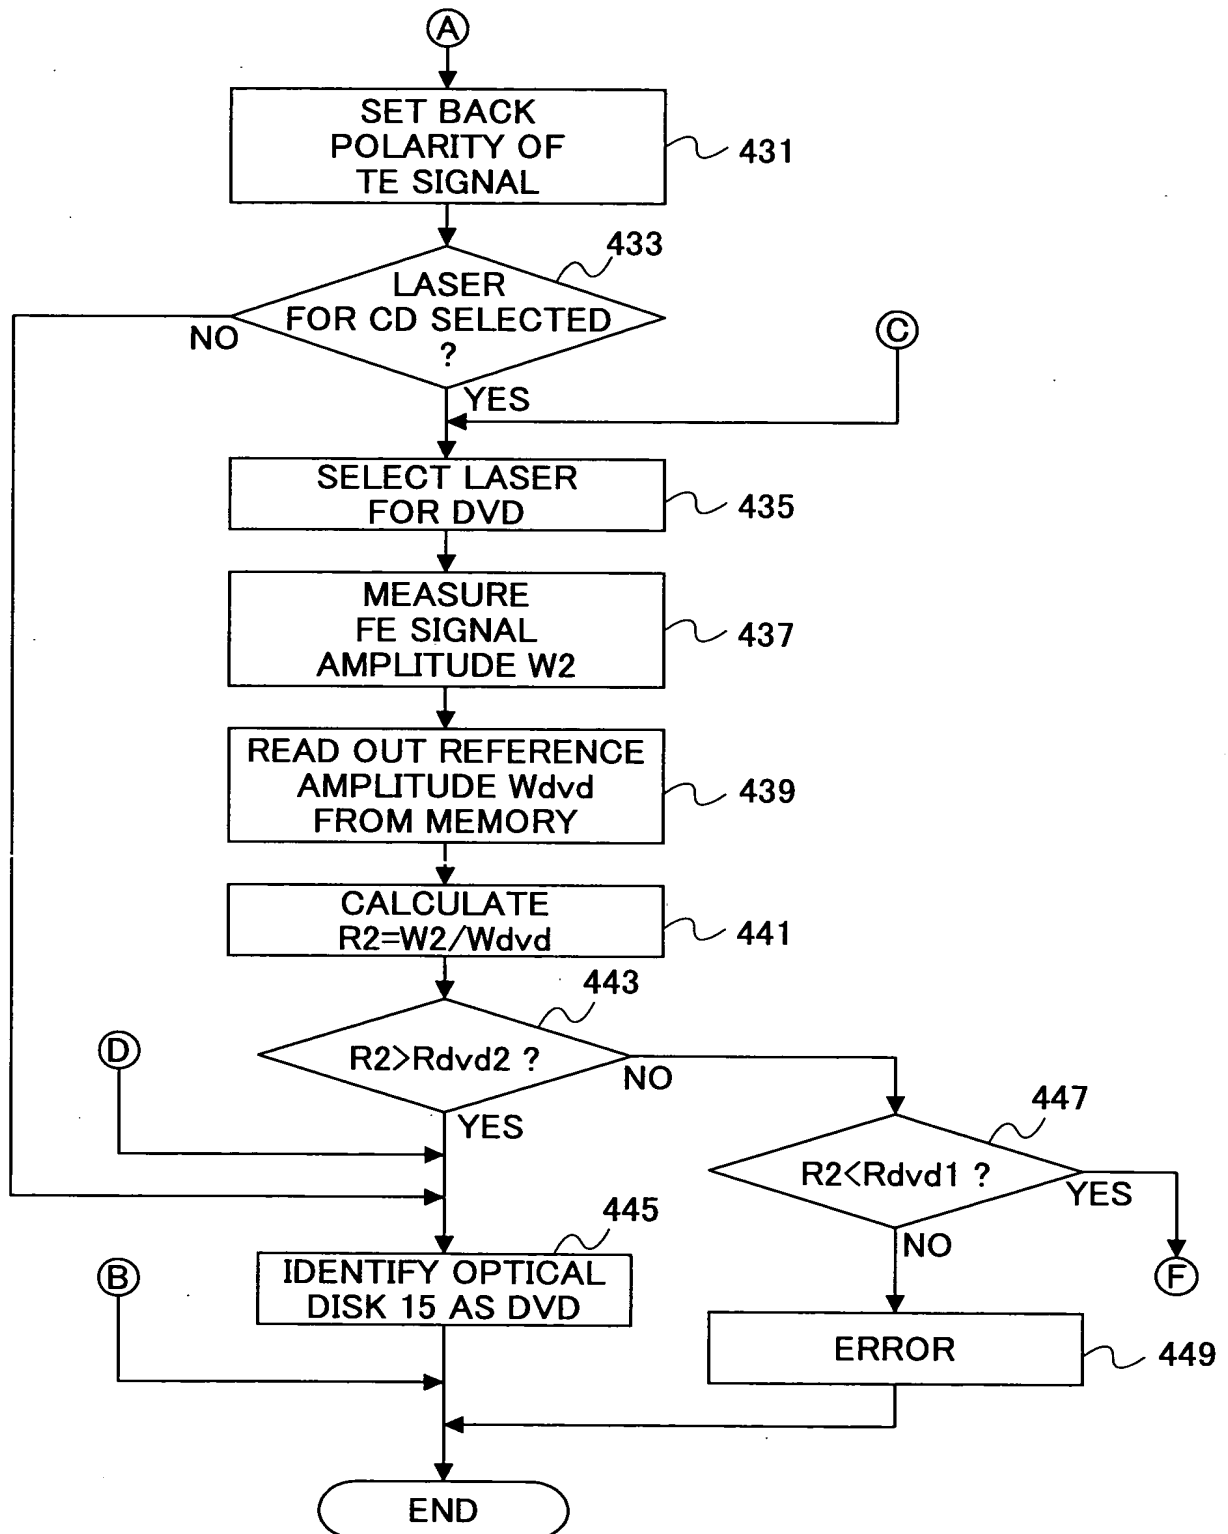 A
SET BACK
POLARITY OF
TE SIGNAL
431
433
LASER
FOR CD SELECTED
?
NO
YES
C
SELECT LASER
FOR DVD
435
MEASURE
FE SIGNAL
AMPLITUDE W2
437
READ OUT REFERENCE
AMPLITUDE Wdvd
FROM MEMORY
439
CALCULATE
R2=W2/Wdvd
441
443
R2>Rdvd2 ?
NO
YES
D
447
R2<Rdvd1 ?
YES
NO
F
445
IDENTIFY OPTICAL
DISK 15 AS DVD
B
ERROR
449
END